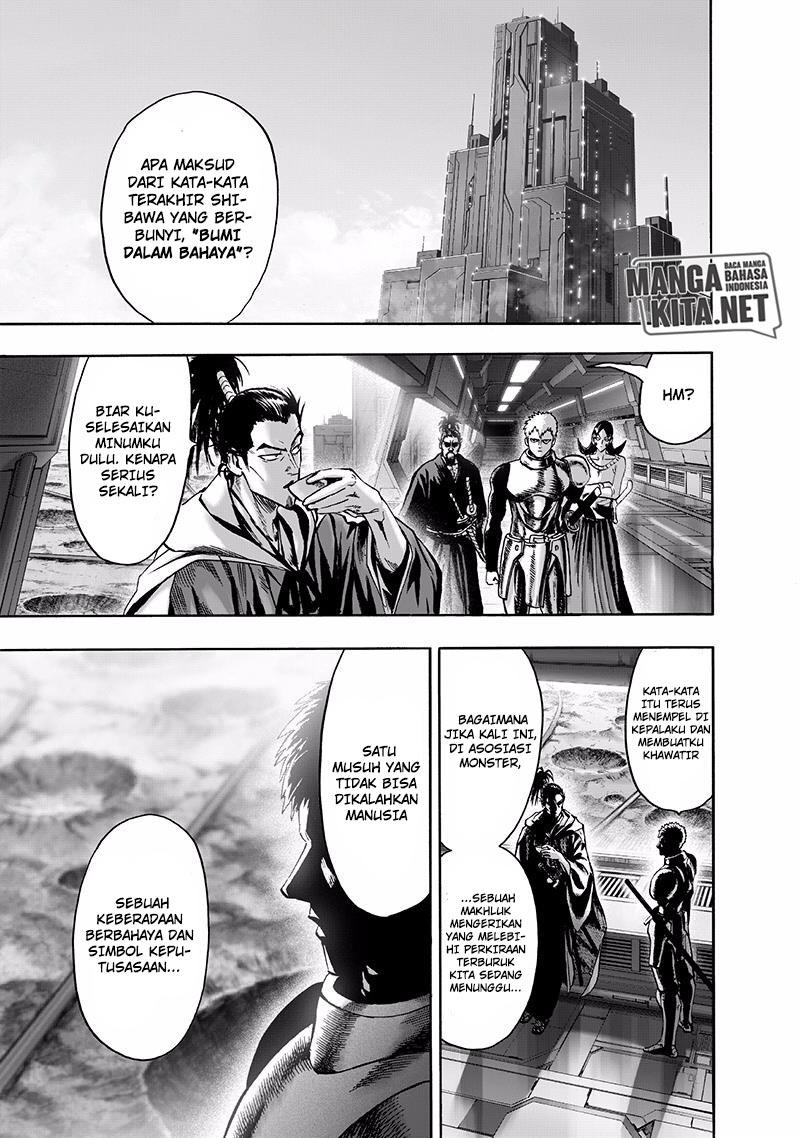 APA MAKSUD
DARI KATA-KATA
TERAKHIR SHI-
BAWA YANG BER-
BUNYI, "BUMI
DALAM BAHAYA"?
MANGA
KITA.NET
BACA MANGA
BAHASA
INDONESIA
HM?
BIAR KU-
SELESAIKAN
MINUMKU
DULU. KENAPA
SERIUS
SEKALI?
KATA-KATA
ITU TERUS
MENEMPEL DI
KEPALAKU DAN
MEMBUATKU
KHAWATIR
BAGAIMANA
JIKA KALI INI,
DI ASOSIASI
MONSTER,
...SEBUAH
MAKHLUK
MENGERIKAN
YANG MELEBI-
HI PERKIRAAN
TERBURUK
KITA SEDANG
MENUNGGU...
SATU
MUSUH YANG
TIDAK BISA
DIKALAHKAN
MANUSIA
SEBUAH
KEBERADAAN
BERBAHAYA DAN
SIMBOL KEPU-
TUSASAAN...